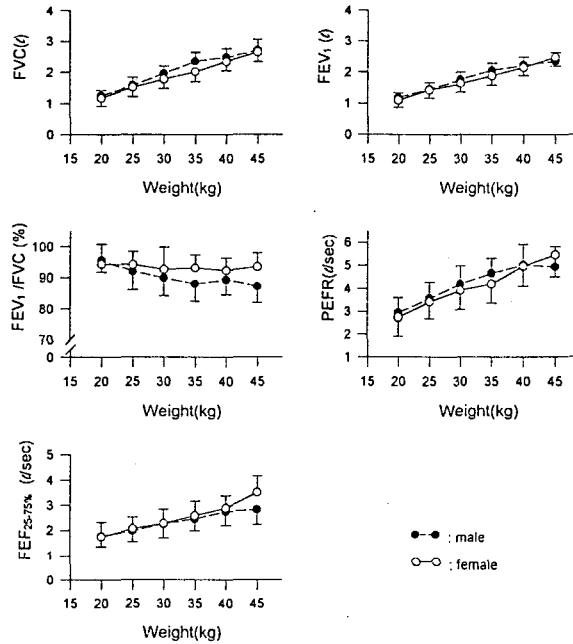 FVC(ℓ)
4
3
2
1
0
15 20 25 30 35 40 45
Weight(kg)
FEV₁ (ℓ)
4
3
2
1
0
15 20 25 30 35 40 45
Weight(kg)
FEV₁ /FVC (%)
100
90
80
70
0
15 20 25 30 35 40 45
Weight(kg)
PEFR(ℓ/sec)
6
5
4
3
2
1
15 20 25 30 35 40 45
Weight(kg)
FEF₂₅₋₇₅% (ℓ/sec)
5
4
3
2
1
0
15 20 25 30 35 40 45
Weight(kg)
: male
: female